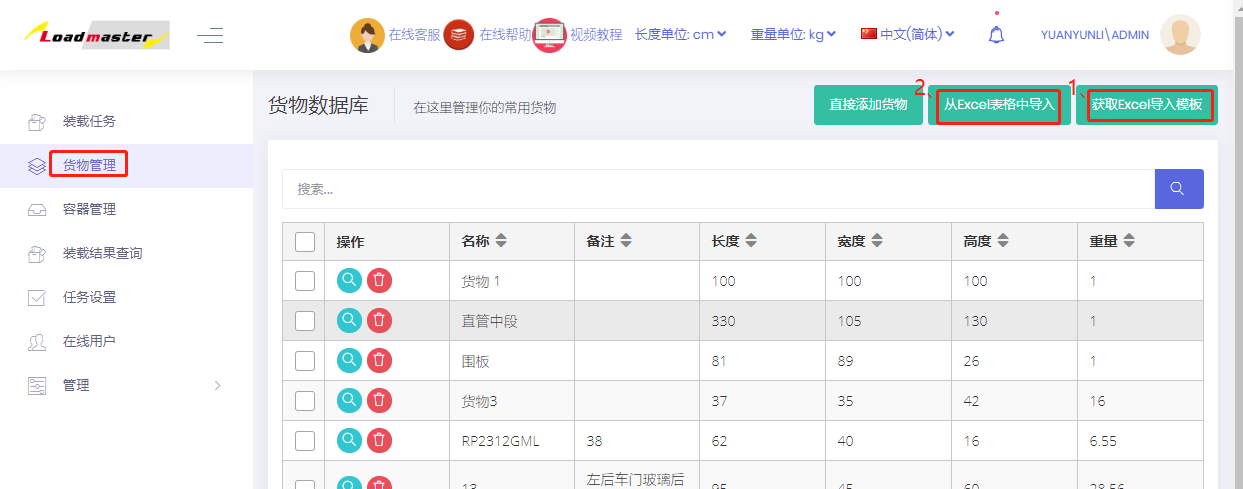 Loadmaster
在线客服 在线帮助 视频教程 长度单位: cm 重量单位: kg 中文(简体) YUANYUNLI\ADMIN
装载任务
货物管理
容器管理
装载结果查询
任务设置
在线用户
管理
货物数据库 在这里管理你的常用货物 直接添加货物 2、 从Excel表格中导入 1、 获取Excel导入模板
搜索...
操作 名称 备注 长度 宽度 高度 重量
货物 1 100 100 100 1
直管中段 330 105 130 1
围板 81 89 26 1
货物3 37 35 42 16
RP2312GML 38 62 40 16 6.55
左后车门玻璃后
13 95 45 60 28.56